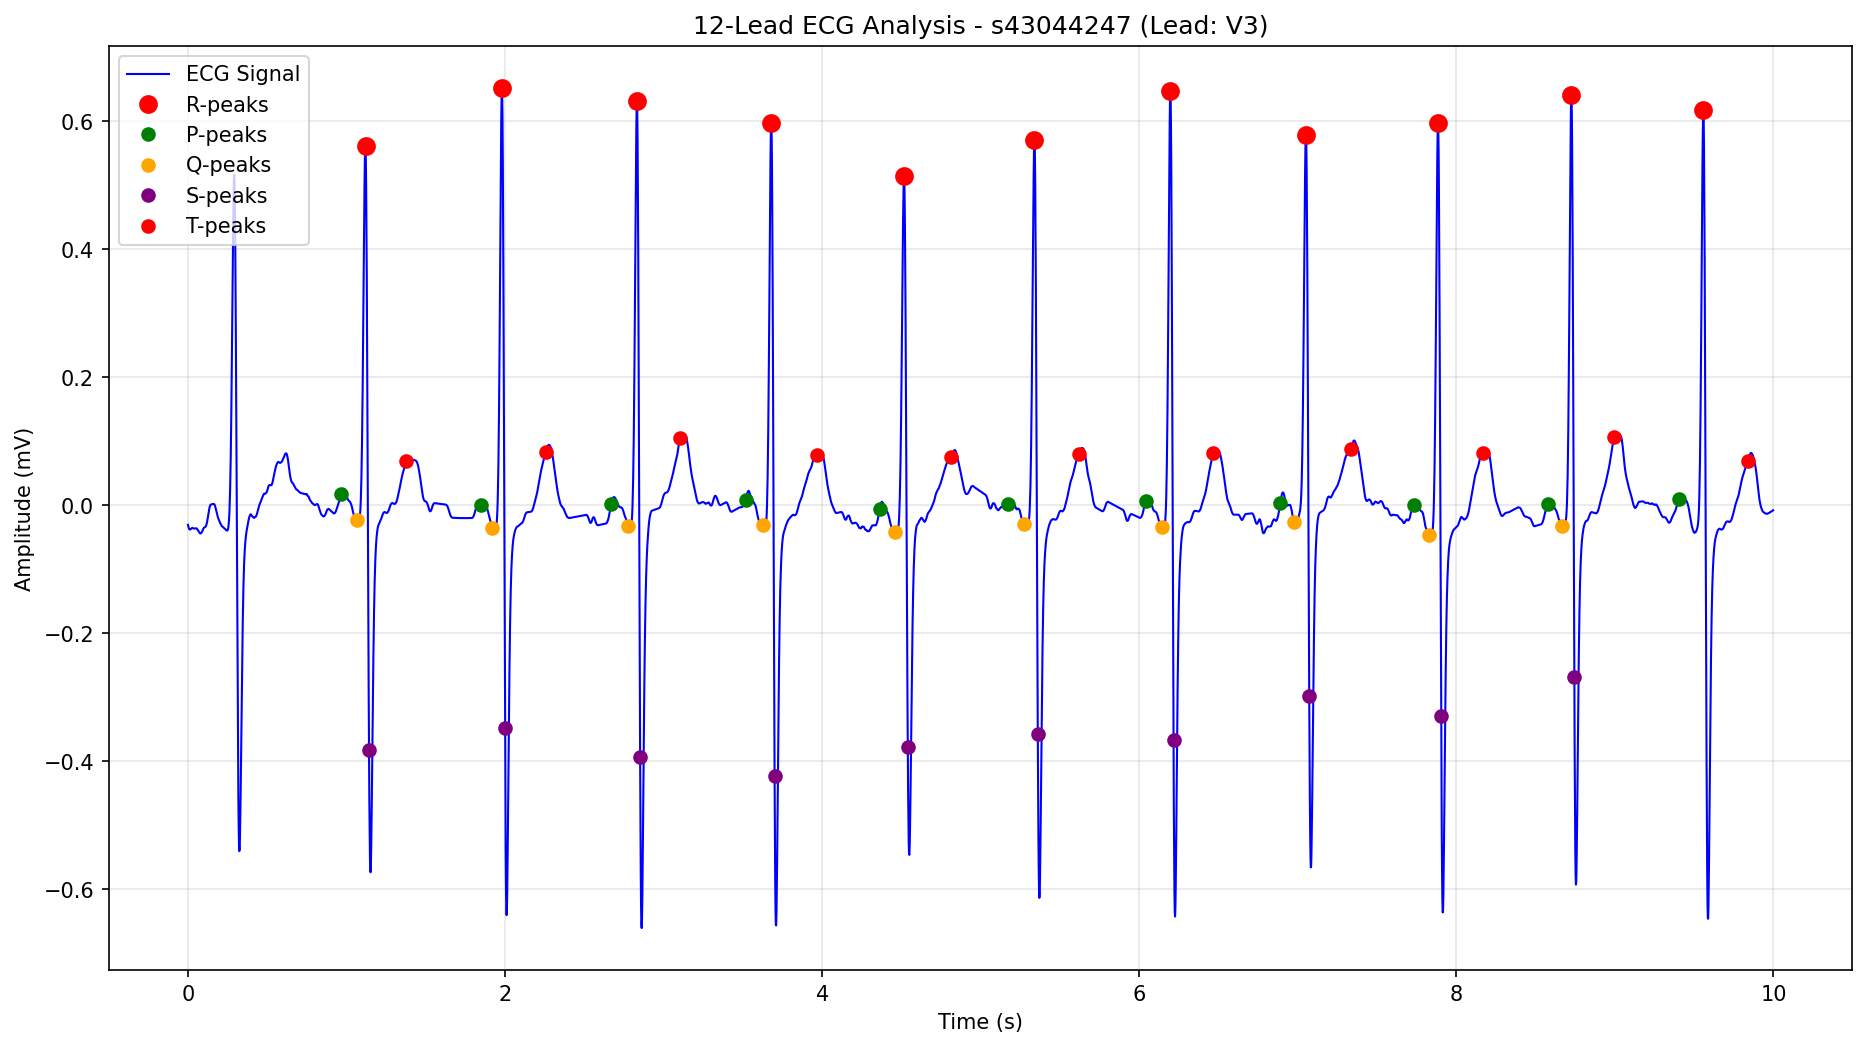 12-Lead ECG Analysis - s43044247 (Lead: V3)
ECG Signal
R-peaks
P-peaks
Q-peaks
S-peaks
T-peaks
Amplitude (mV)
0.6
0.4
0.2
0.0
−0.2
−0.4
−0.6
0 2 4 6 8 10
Time (s)